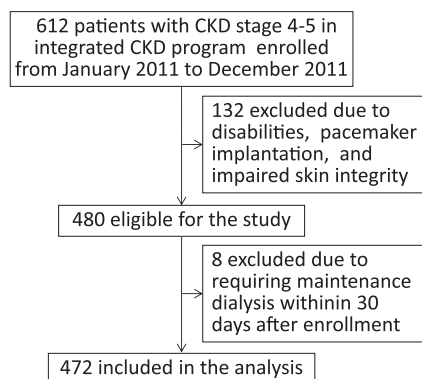 612 patients with CKD stage 4-5 in
integrated CKD program enrolled
from January 2011 to December 2011
132 excluded due to
disabilities, pacemaker
implantation, and
impaired skin integrity
480 eligible for the study
8 excluded due to
requiring maintenance
dialysis withinin 30
days after enrollment
472 included in the analysis